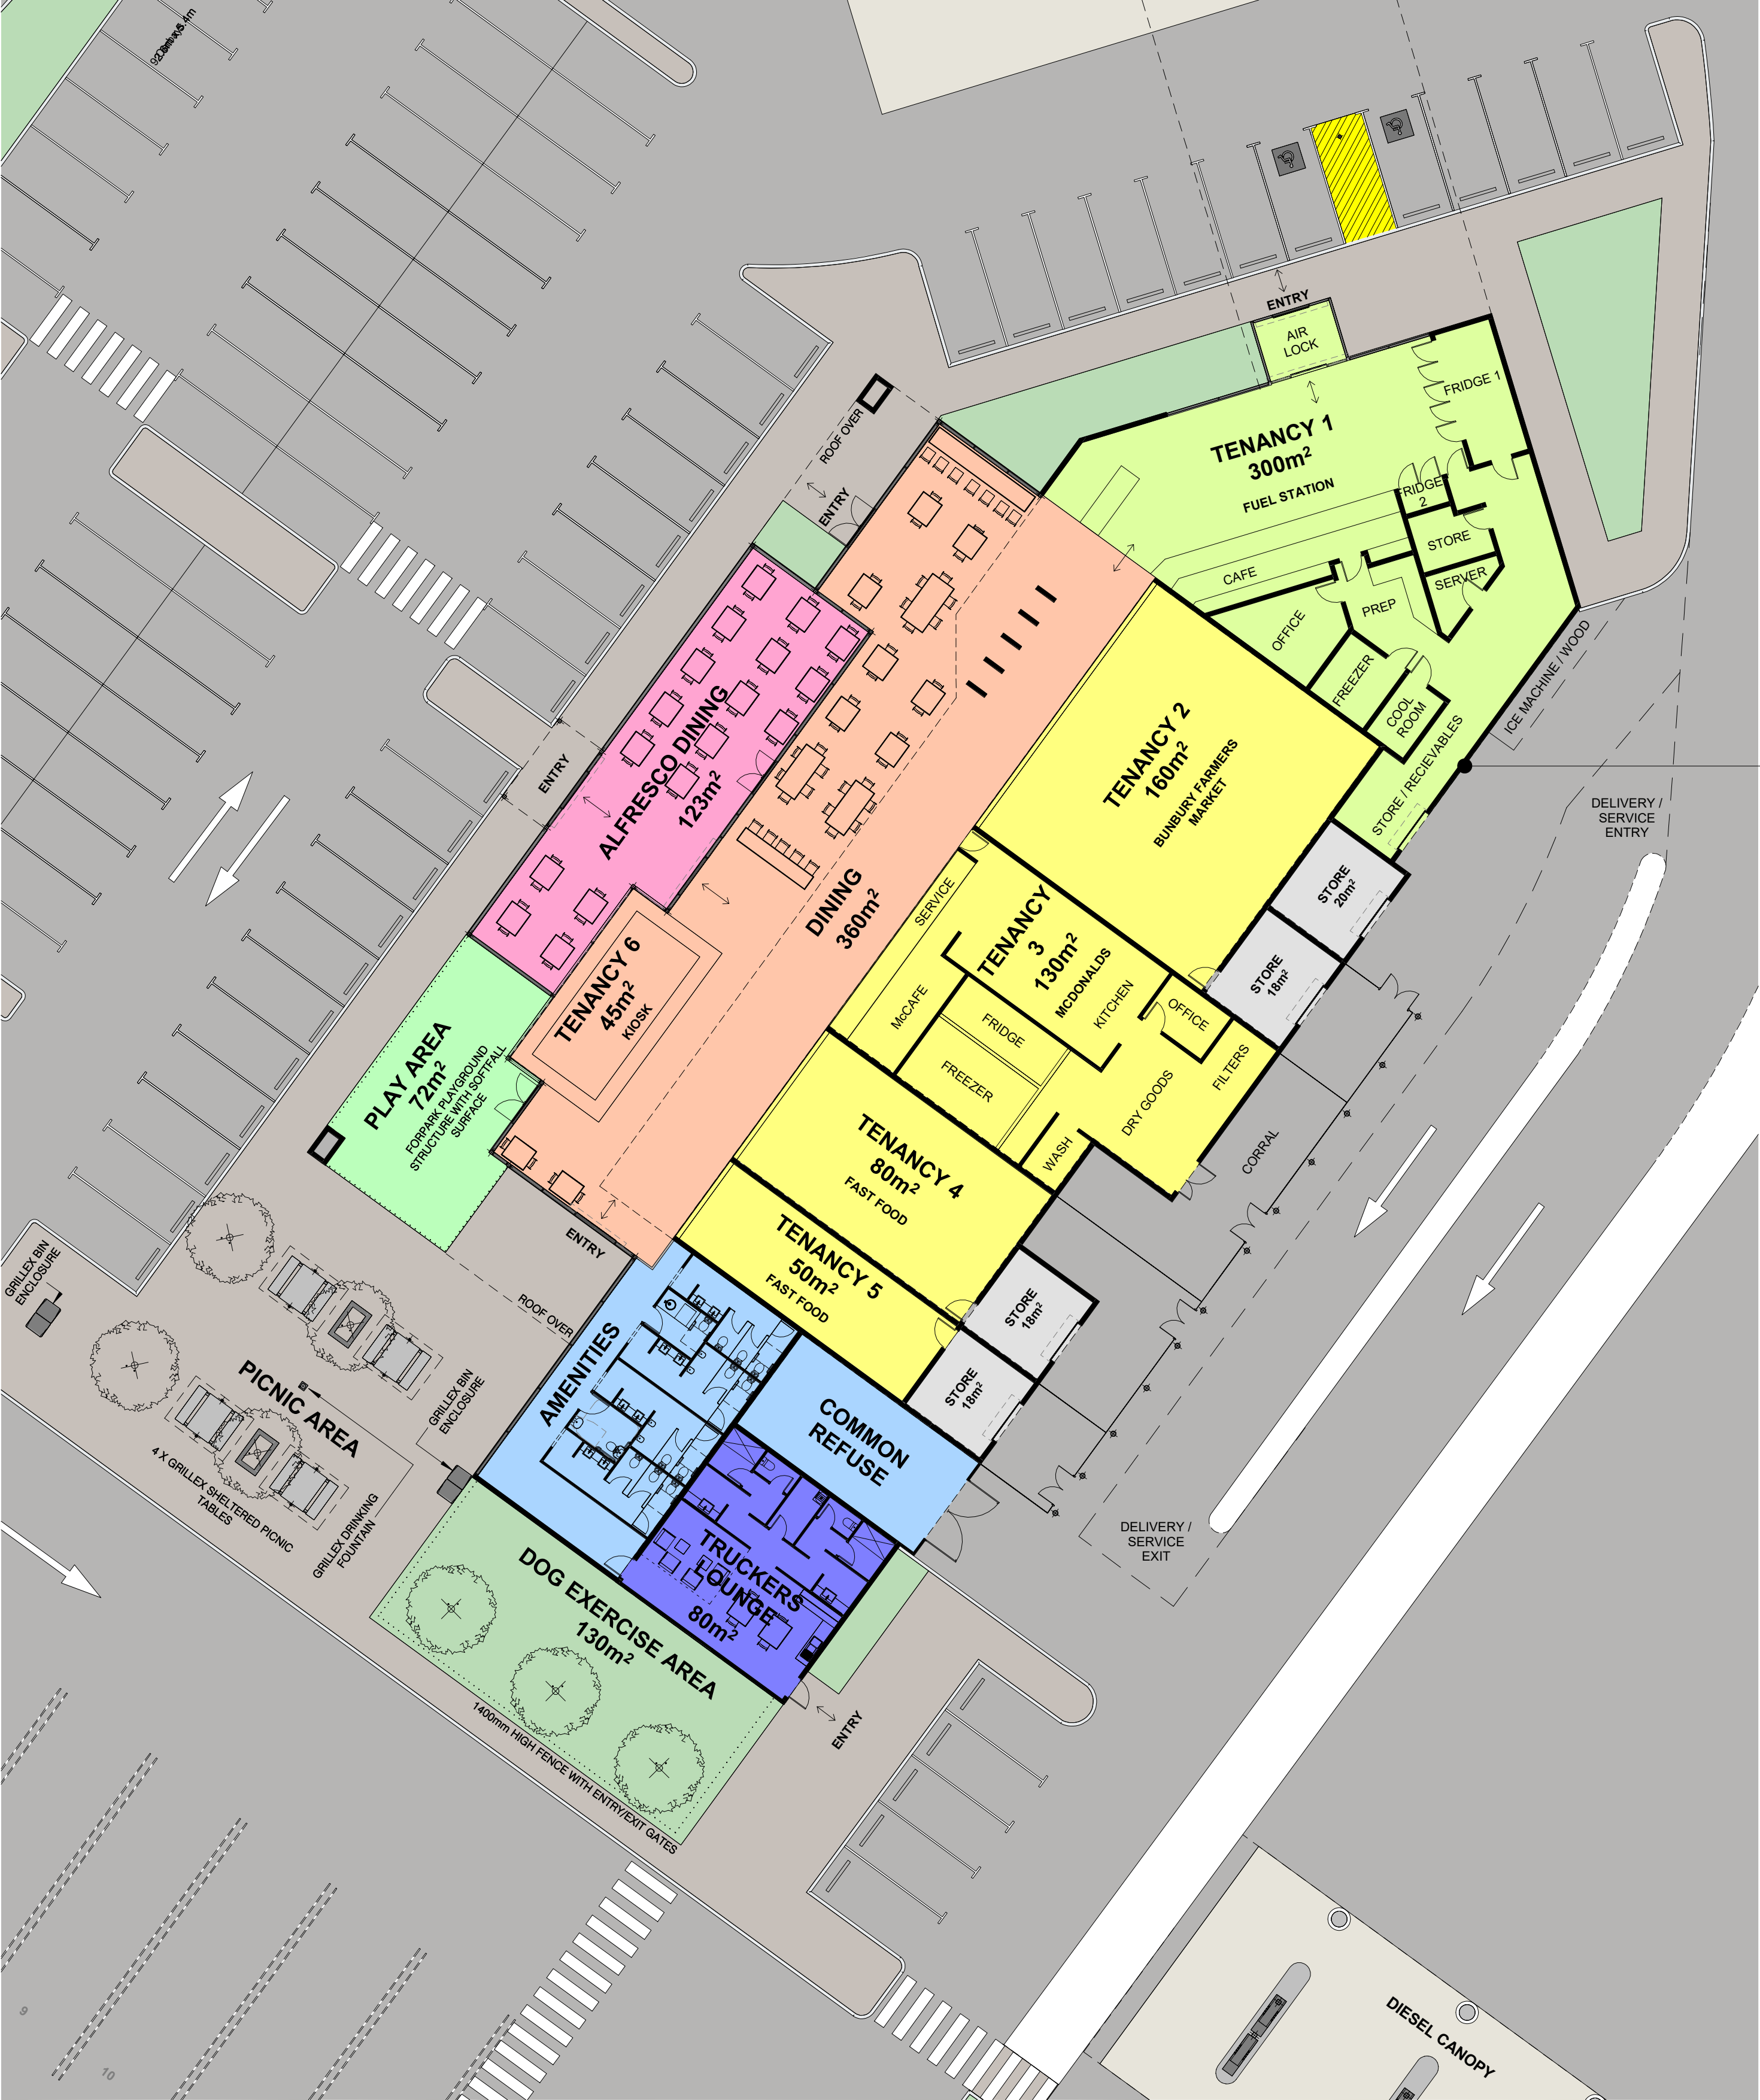 ENTRY
AIR
LOCK
FRIDGE 1
TENANCY 1
300m²
FUEL STATION
FRIDGE
2
STORE
SERVER
CAFE
PREP
OFFICE
FREEZER
COOL
ROOM
STORE / RECIEVABLES
ICE MACHINE / WOOD
DELIVERY /
SERVICE
ENTRY
ROOF OVER
ENTRY
ALFRESCO DINING
123m²
ENTRY
DINING
360m²
TENANCY 2
160m²
BUNBURY FARMERS
MARKET
STORE
20m²
STORE
18m²
SERVICE
TENANCY
3
130m²
MCDONALDS
KITCHEN
OFFICE
McCAFE
FRIDGE
FREEZER
FILTERS
DRY GOODS
WASH
CORRAL
TENANCY 6
45m²
KIOSK
PLAY AREA
72m²
FORPARK PLAYGROUND
STRUCTURE WITH SOFTFALL
SURFACE
TENANCY 4
80m²
FAST FOOD
TENANCY 5
50m²
FAST FOOD
STORE
18m²
STORE
18m²
ENTRY
ROOF OVER
GRILLEX BIN
ENCLOSURE
PICNIC AREA
GRILLEX BIN
ENCLOSURE
4 X GRILLEX SHELTERED PICNIC
TABLES
GRILLEX DRINKING
FOUNTAIN
AMENITIES
COMMON
REFUSE
TRUCKERS
LOUNGE
80m²
DOG EXERCISE AREA
130m²
1400mm HIGH FENCE WITH ENTRY/EXIT GATES
ENTRY
DELIVERY /
SERVICE
EXIT
DIESEL CANOPY
9
10